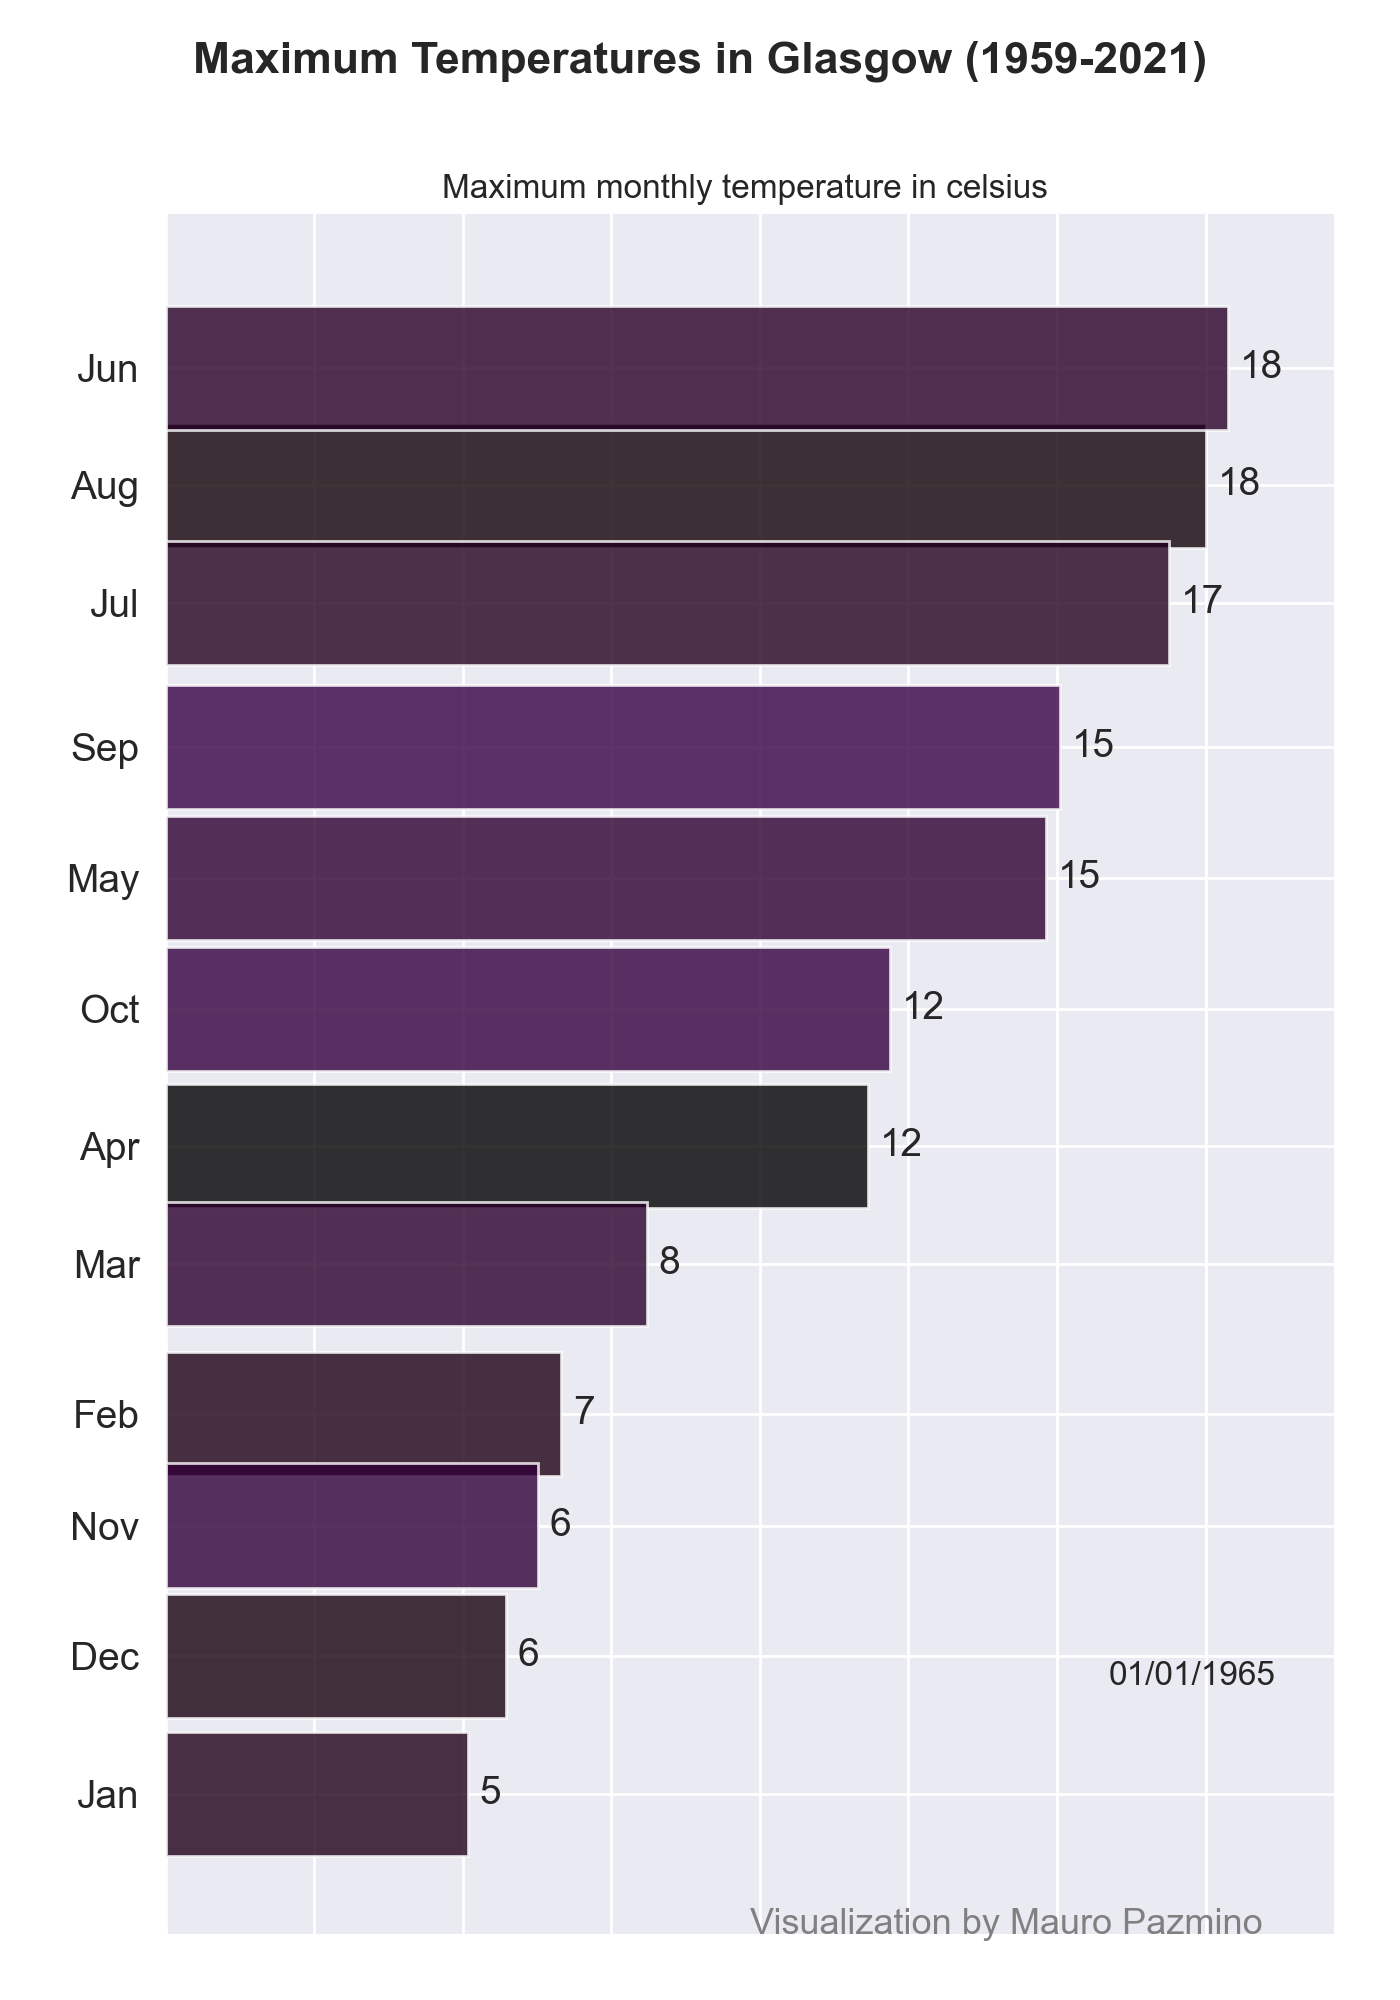 Maximum Temperatures in Glasgow (1959-2021)
Maximum monthly temperature in celsius
Jun 18
Aug 18
Jul 17
Sep 15
May 15
Oct 12
Apr 12
Mar 8
Feb 7
Nov 6
Dec 6
01/01/1965
Jan 5
Visualization by Mauro Pazmino